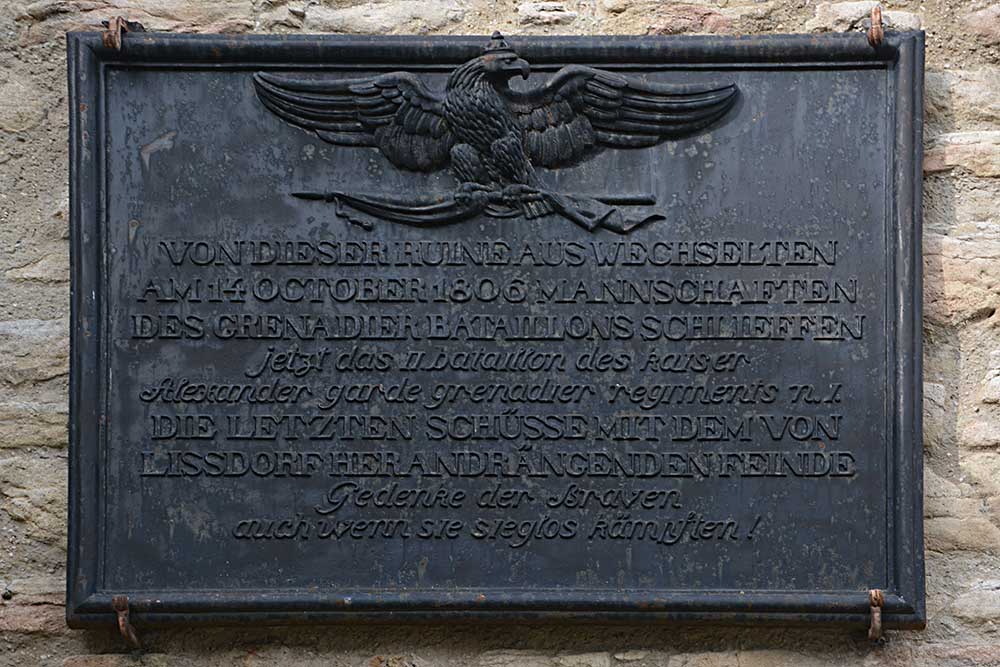 VON DIESER RUINE AUS WECHSELTEN
AM 14 OCTOBER 1806 MANNSCHAFTEN
DES GRENADIER BATAILLONS SCHLIEFFEN
jetzt das II. bataillon des kaiser
Alexander garde grenadier regiments n. 1.
DIE LETZTEN SCHÜSSE MIT DEM VON
LISSDORF HERANDRÄNGENDEN FEINDE
Gedenke der Braven
auch wenn sie sieglos kämpften!